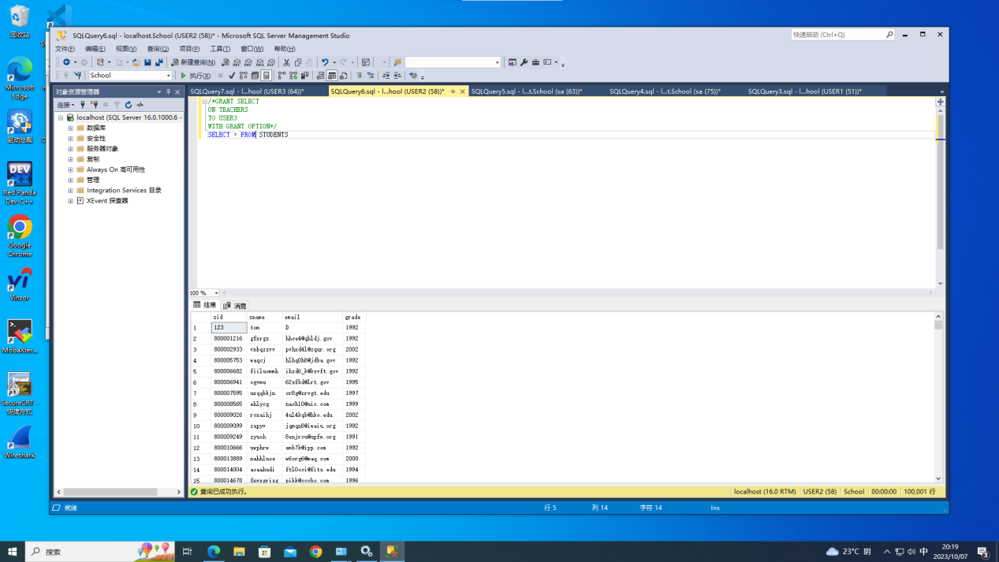 回收站
Microsoft
Edge
驱动总裁
Red Panda
Dev-C++
Google
Chrome
Vinzor
MobaXter...
SecureCRT -
快捷方式
Wireshark
SQLQuery6.sql - localhost.School (USER2 (58))* - Microsoft SQL Server Management Studio
快速启动 (Ctrl+Q)
文件(F) 编辑(E) 视图(V) 查询(Q) 项目(P) 工具(T) 窗口(W) 帮助(H)
新建查询(N)
School 执行(X)
对象资源管理器
连接
localhost (SQL Server 16.0.1000.6 -
数据库
安全性
服务器对象
复制
Always On 高可用性
管理
Integration Services 目录
XEvent 探查器
SQLQuery7.sql - l...hool (USER3 (64))* SQLQuery6.sql - l...hool (USER2 (58))* SQLQuery5.sql - l...t.School (sa (63))* SQLQuery4.sql - l...t.School (sa (75))* SQLQuery3.sql - l...hool (USER1 (51))*
/*GRANT SELECT
ON TEACHERS
TO USER3
WITH GRANT OPTION*/
SELECT * FROM STUDENTS
100 %
结果 消息
sid sname email grade
1 123 tom D 1992
2 800001216 gfxrgs hhce4@qhldj.gov 1992
3 800002933 vnbqzsvv pvhxd4l@zqur.org 2002
4 800005753 waqcj hlhq0h8@jdba.gov 1992
5 800006682 fiiluommh ihrd6_k@kzvft.gov 1992
6 800006941 ogvmu 62xfbd@lrt.gov 1995
7 800007595 uxqqbkjn cr8g@zrvgt.edu 1997
8 800008565 ehlycg nach10@uic.com 1999
9 800009026 rcxaihj 4ul4kqb@hko.edu 2002
10 800009099 zapyv jqmqn8@iwaiu.org 1992
11 800009249 zyuoh 8enjrcu@upfw.org 1991
12 800010666 uwphrw emb7k@ipp.com 1992
13 800013889 nahhluoe w6org6@maq.com 2000
14 800014004 aoaahudi ftl0oci@fits.edu 1994
15 800014678 fnvxgrisg pikk@cccbc.com 1996
查询已成功执行。
localhost (16.0 RTM) USER2 (58) School 00:00:00 100,001 行
就绪 行 5 列 14 字符 14 Ins
搜索
23°C 阴
中
20:19
2023/10/07
3